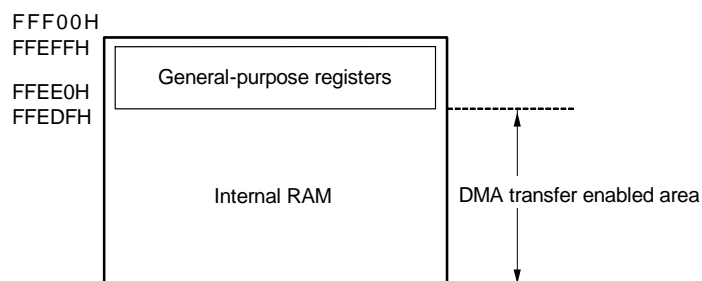 FFF00H
FFEFFH
General-purpose registers
FFEE0H
FFEDFH
Internal RAM
DMA transfer enabled area